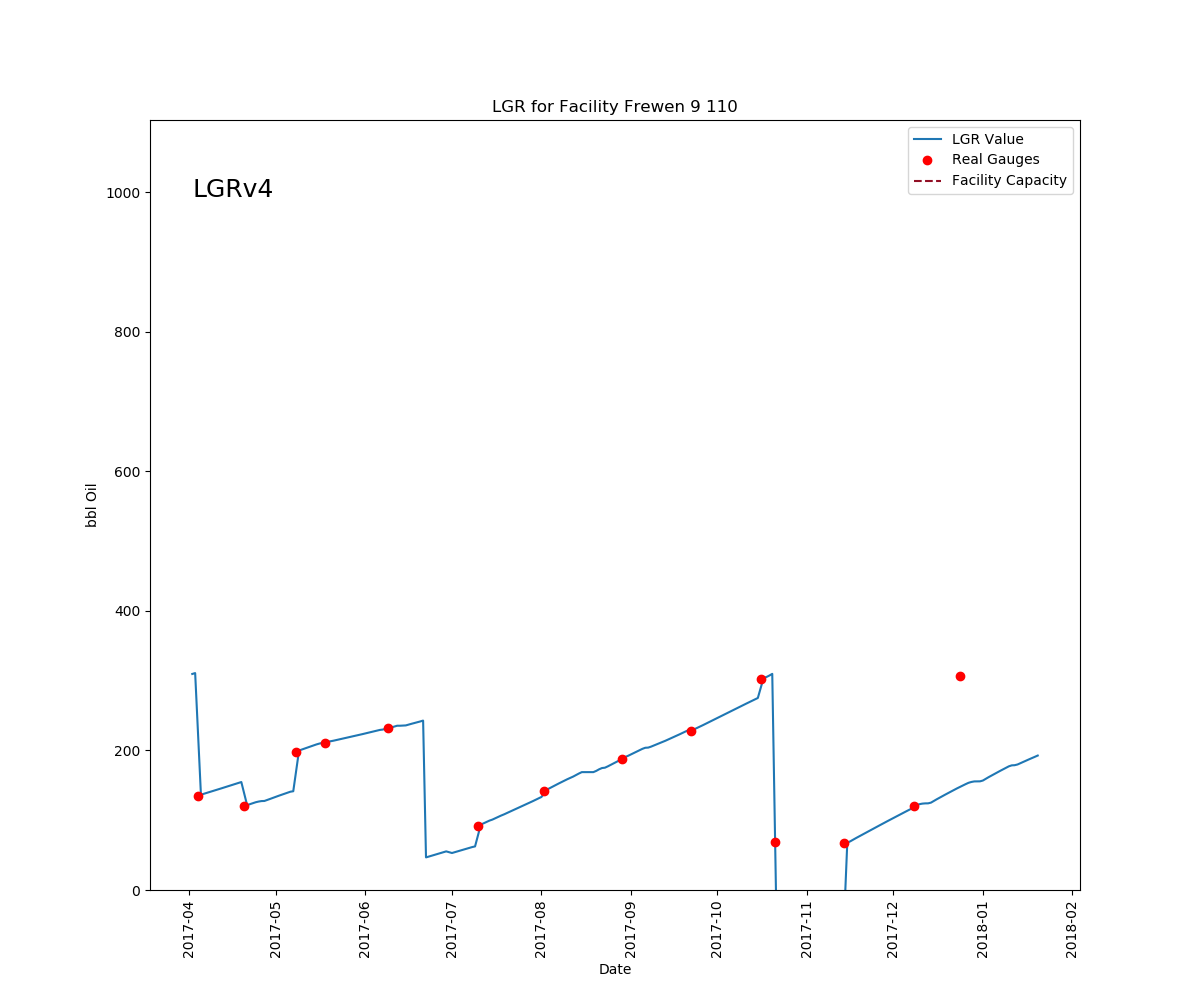 LGR for Facility Frewen 9 110
LGRv4
LGR Value
Real Gauges
Facility Capacity
1000
800
600
400
200
0
bbl Oil
2017-04
2017-05
2017-06
2017-07
2017-08
2017-09
2017-10
2017-11
2017-12
2018-01
2018-02
Date